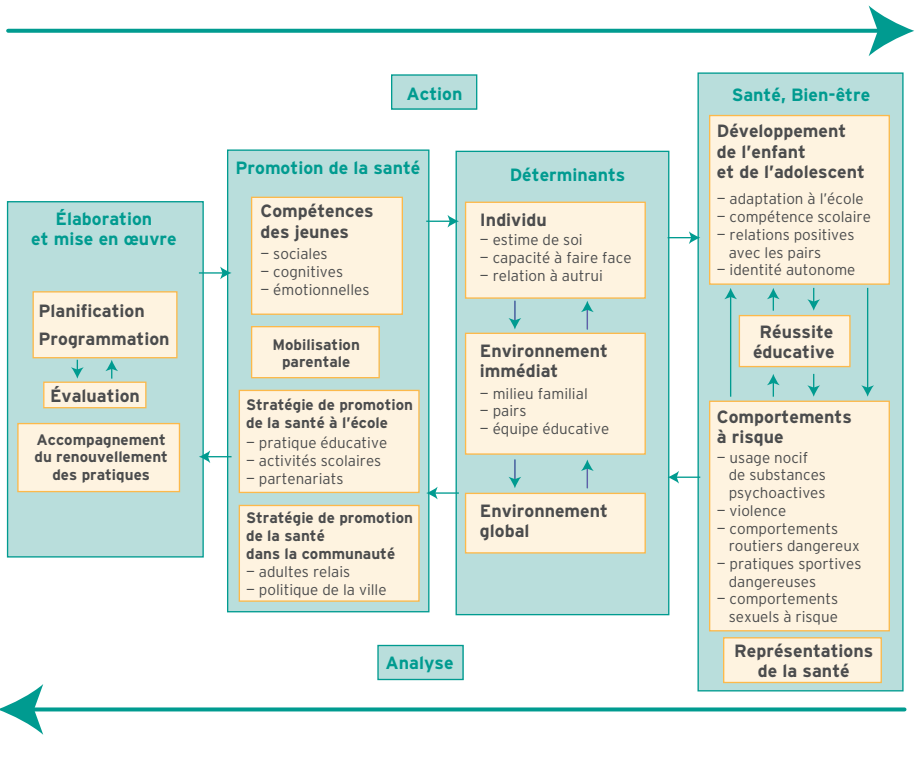 Action
Élaboration
et mise en œuvre
Planification
Programmation
Évaluation
Accompagnement
du renouvellement
des pratiques
Promotion de la santé
Compétences
des jeunes
– sociales
– cognitives
– émotionnelles
Mobilisation
parentale
Stratégie de promotion
de la santé à l'école
– pratique éducative
– activités scolaires
– partenariats
Stratégie de promotion
de la santé
dans la communauté
– adultes relais
– politique de la ville
Déterminants
Individu
– estime de soi
– capacité à faire face
– relation à autrui
Environnement
immédiat
– milieu familial
– pairs
– équipe éducative
Environnement
global
Santé, Bien-être
Développement
de l'enfant
et de l'adolescent
– adaptation à l'école
– compétence scolaire
– relations positives
avec les pairs
– identité autonome
Réussite
éducative
Comportements
à risque
– usage nocif
de substances
psychoactives
– violence
– comportements
routiers dangereux
– pratiques sportives
dangereuses
– comportements
sexuels à risque
Représentations
de la santé
Analyse